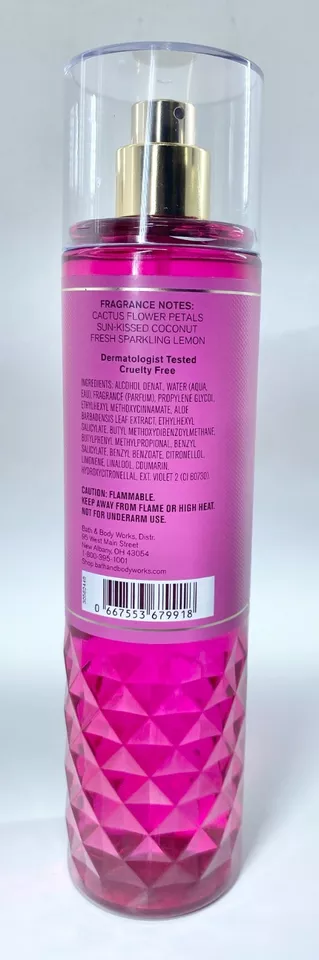 FRAGRANCE NOTES:
CACTUS FLOWER PETALS
SUN-KISSED COCONUT
FRESH SPARKLING LEMON
Dermatologist Tested
Cruelty Free
INGREDIENTS: ALCOHOL DENAT., WATER (AQUA,
EAU), FRAGRANCE (PARFUM), PROPYLENE GLYCOL,
ETHYLHEXYL METHOXYCINNAMATE, ALOE
BARBADENSIS LEAF EXTRACT, ETHYLHEXYL
SALICYLATE, BUTYL METHOXYDIBENZOYLMETHANE,
BUTYLPHENYL METHYLPROPIONAL, BENZYL
SALICYLATE, BENZYL BENZOATE, CITRONELLOL,
LIMONENE, LINALOOL, COUMARIN,
HYDROXYCITRONELLAL, EXT. VIOLET 2 (CI 60730)
CAUTION: FLAMMABLE.
KEEP AWAY FROM FLAME OR HIGH HEAT.
NOT FOR UNDERARM USE.
Bath & Body Works, Distr.
95 West Main Street
New Albany, OH 43054
1-800-395-1001
Shop bathandbodyworks.com
0 667553 679918